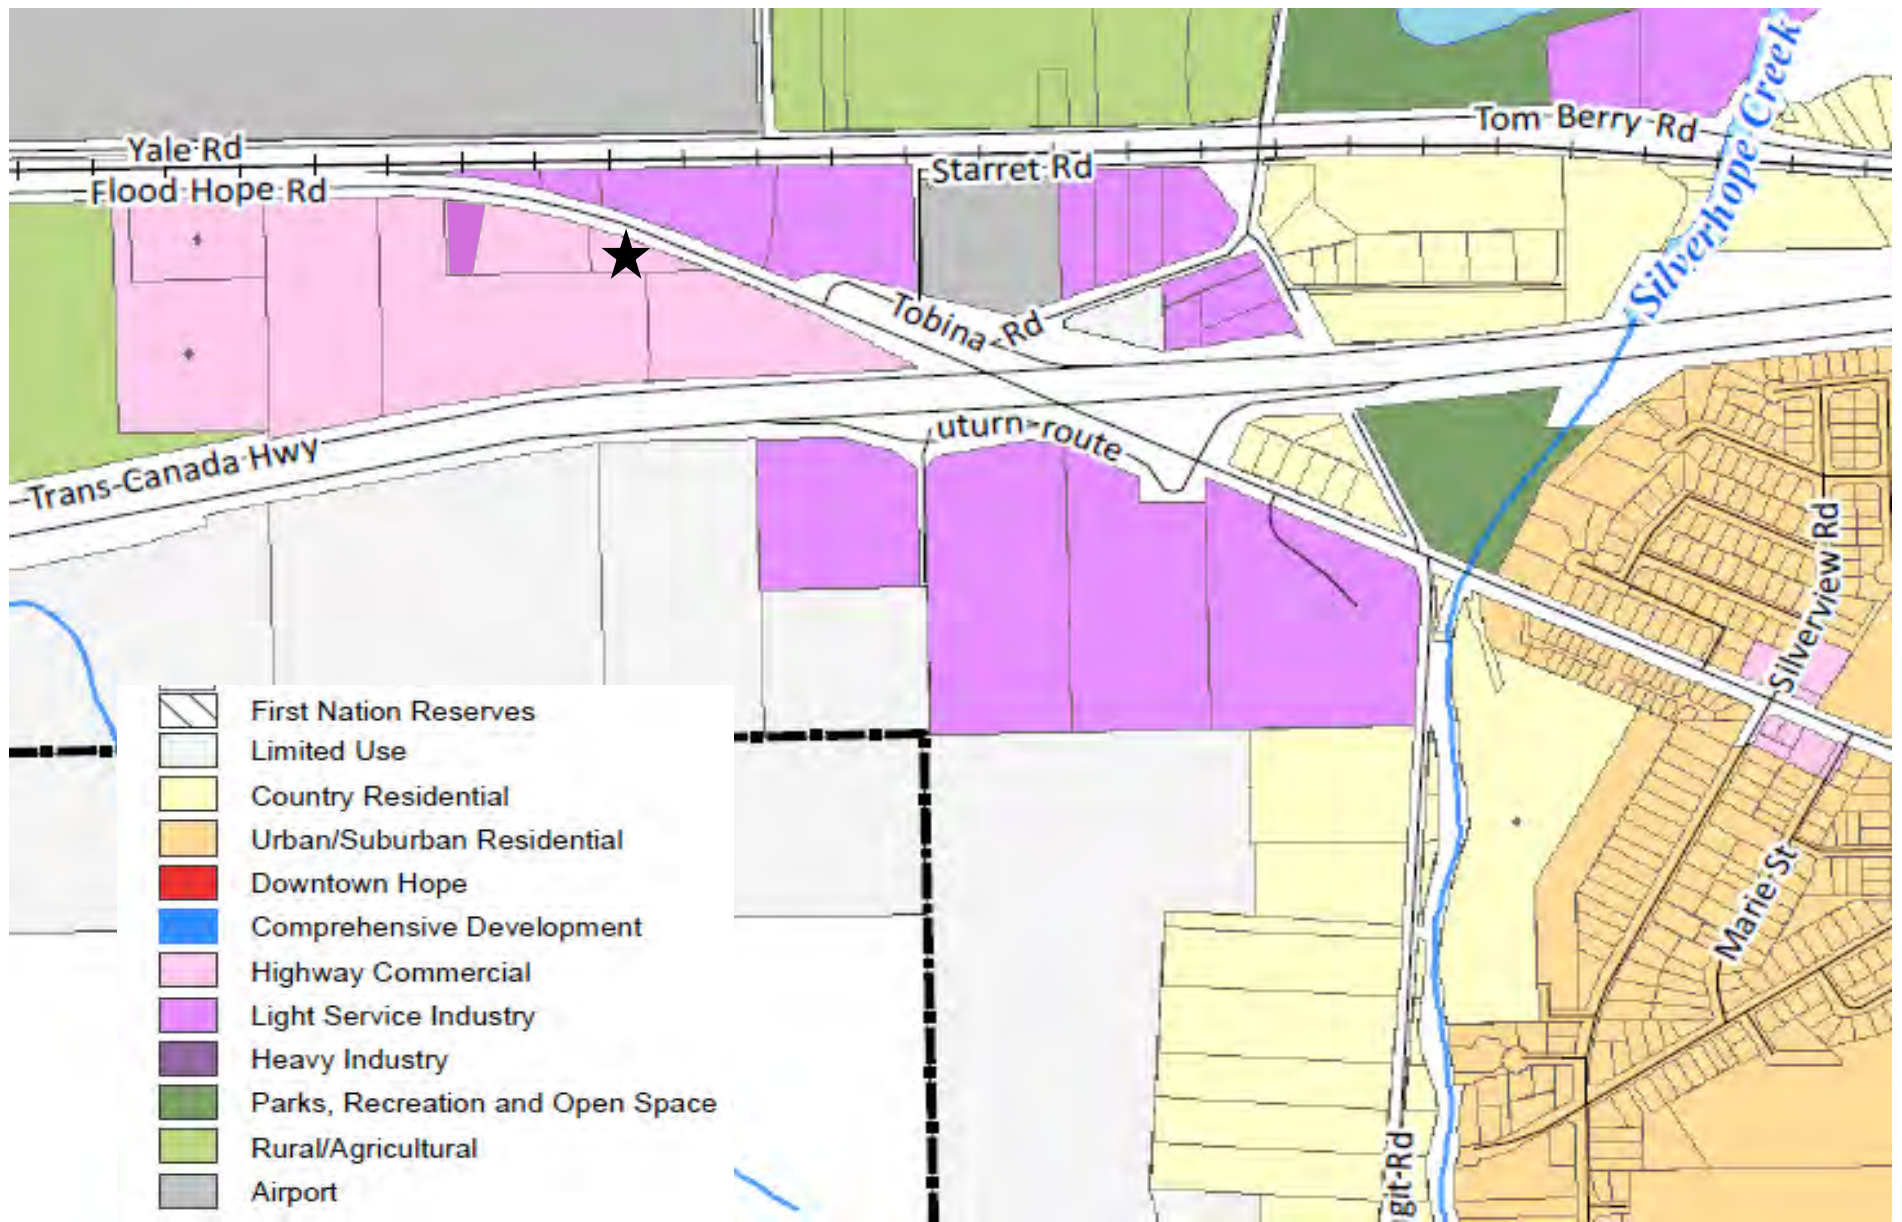 Yale Rd
Flood Hope Rd
Starret Rd
Tom Berry Rd
Silverhope Creek
Tobina Rd
Trans-Canada Hwy
uturn-route
Silverview Rd
Marie St
git Rd
First Nation Reserves
Limited Use
Country Residential
Urban/Suburban Residential
Downtown Hope
Comprehensive Development
Highway Commercial
Light Service Industry
Heavy Industry
Parks, Recreation and Open Space
Rural/Agricultural
Airport